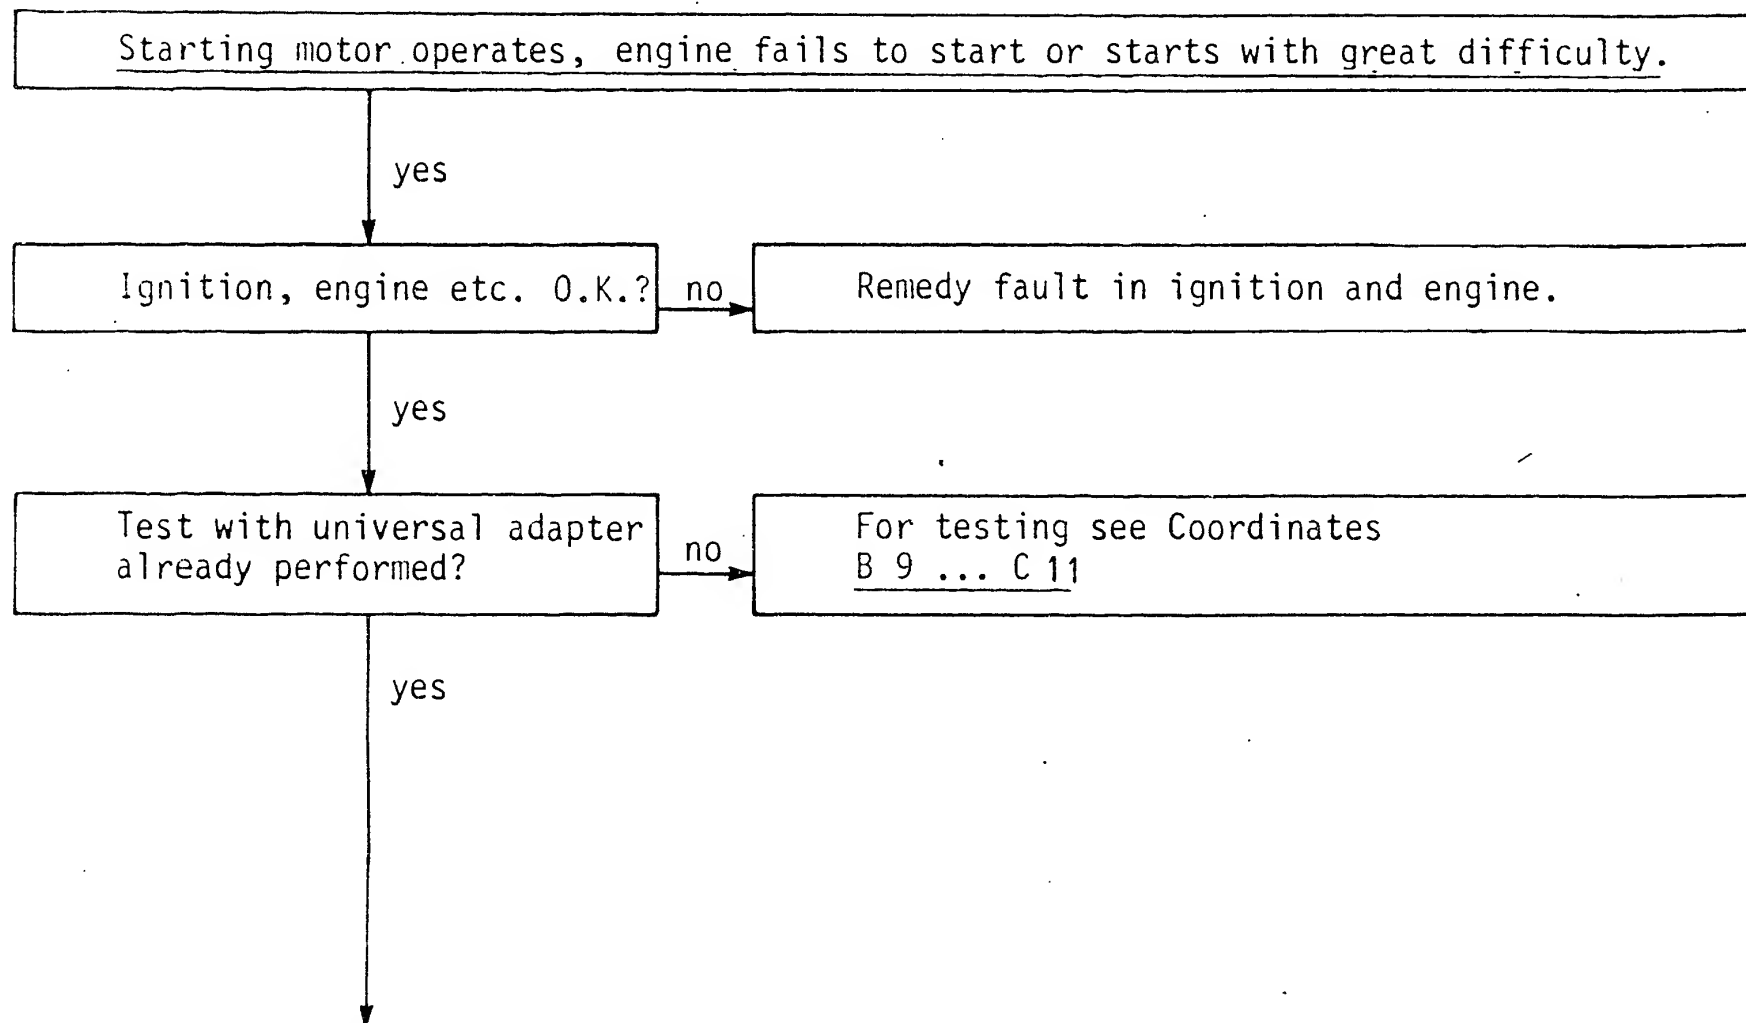 Starting motor operates, engine fails to start or starts with great difficulty.
yes
Ignition, engine etc. O.K.?
no
Remedy fault in ignition and engine.
yes
Test with universal adapter
already performed?
no
For testing see Coordinates
B 9 ... C 11
yes